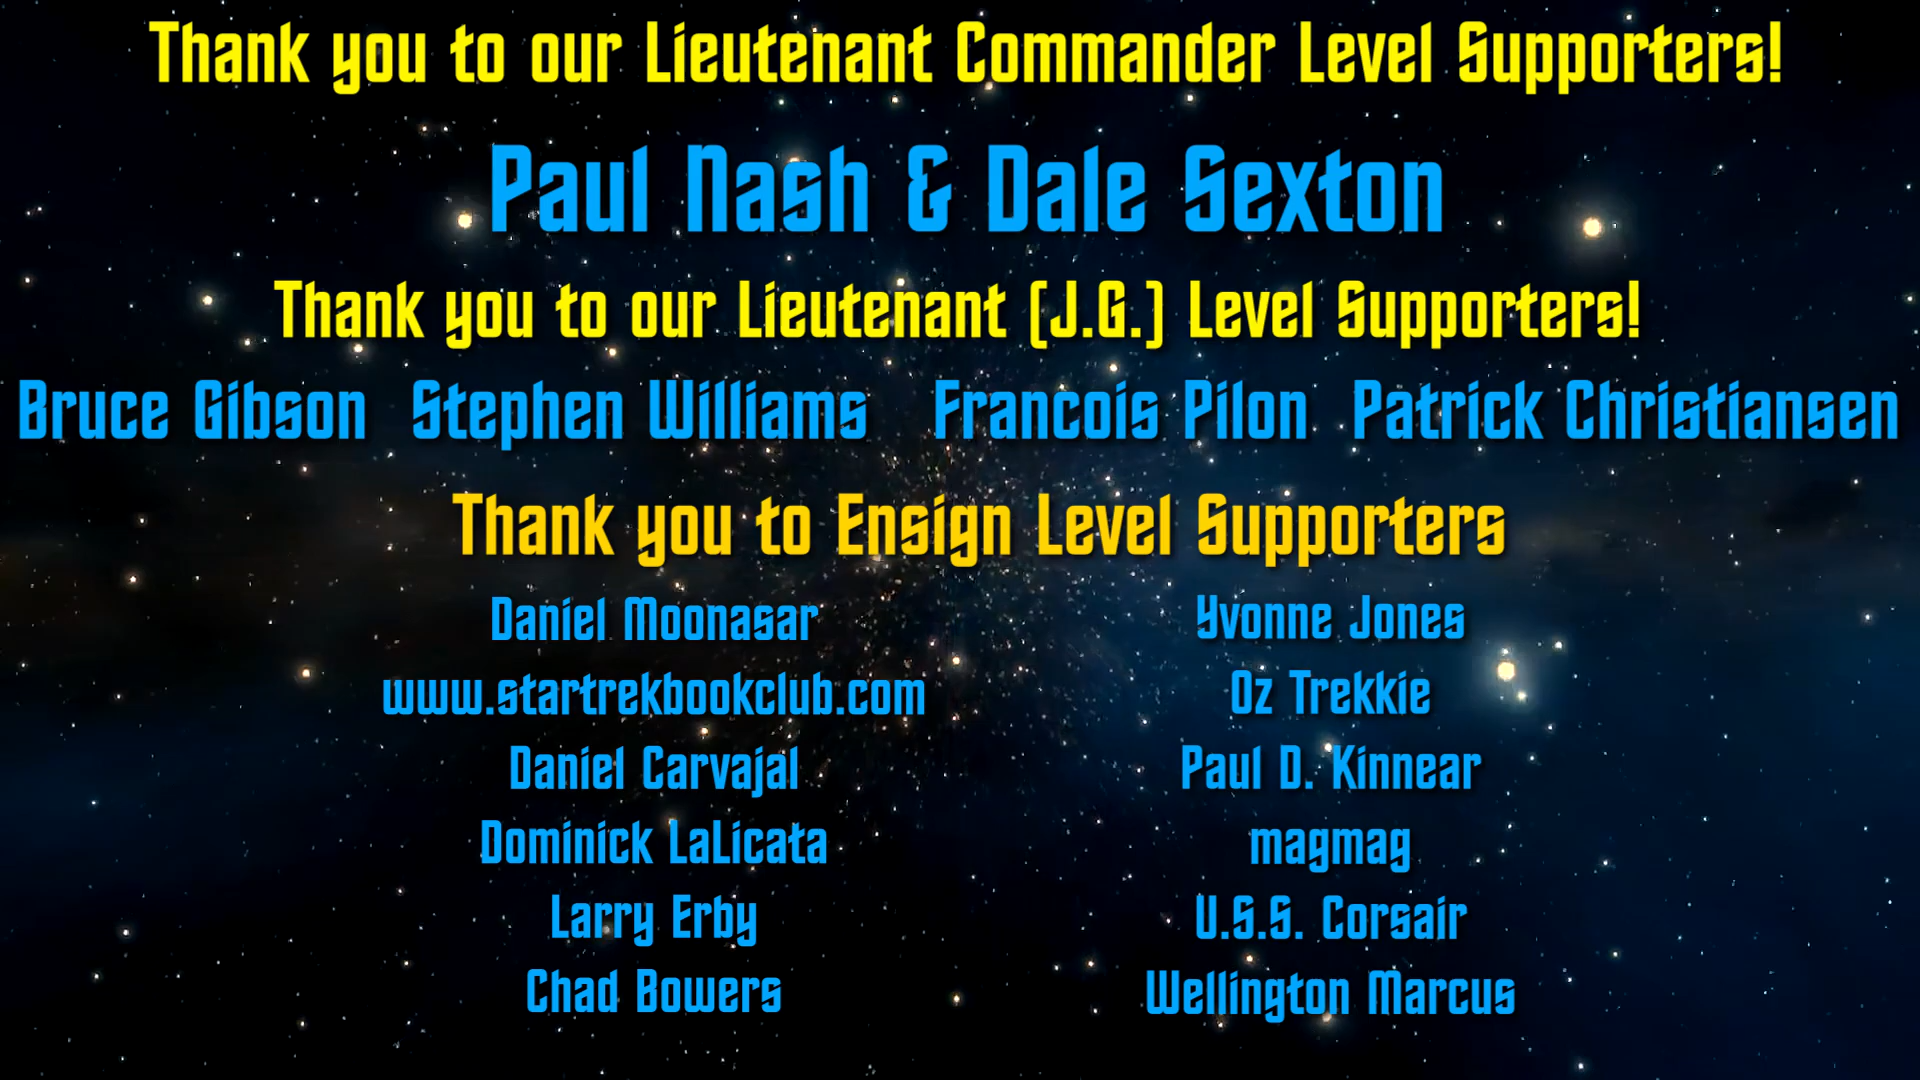 Thank you to our Lieutenant Commander Level Supporters!
Paul Nash & Dale Sexton
Thank you to our Lieutenant (J.G.) Level Supporters!
Bruce Gibson Stephen Williams Francois Pilon Patrick Christiansen
Thank you to Ensign Level Supporters
Daniel Moonasar
www.startrekbookclub.com
Daniel Carvajal
Dominick LaLicata
Larry Erby
Chad Bowers
Yvonne Jones
Oz Trekkie
Paul D. Kinnear
magmag
U.S.S. Corsair
Wellington Marcus